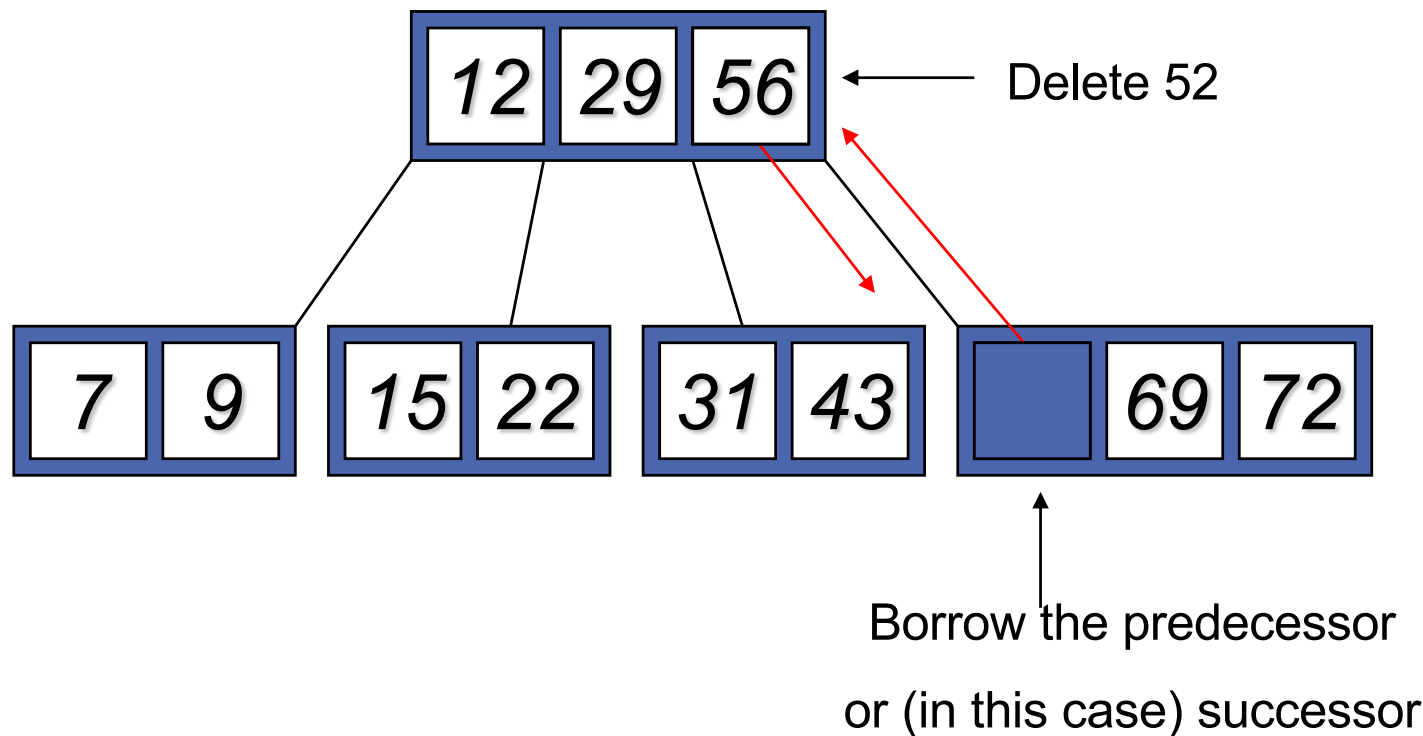 12 29 56
Delete 52
7 9 15 22 31 43 69 72
Borrow the predecessor
or (in this case) successor